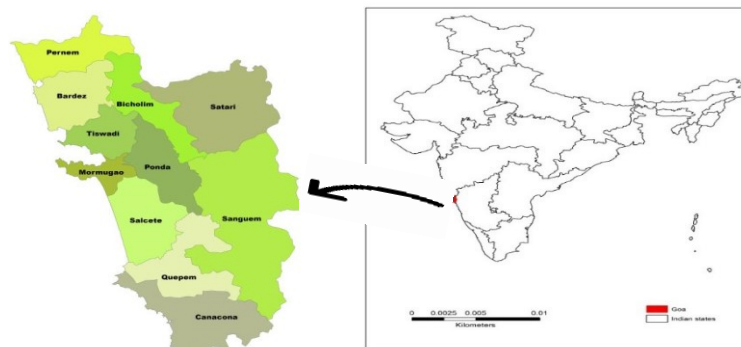 Pernem
Bardez
Bicholim
Satari
Tiswadi
Ponda
Mormugao
Salcete
Sanguem
Quepem
Canacona
Goa
Indian states
0 0.0025 0.005 0.01
Kilometers